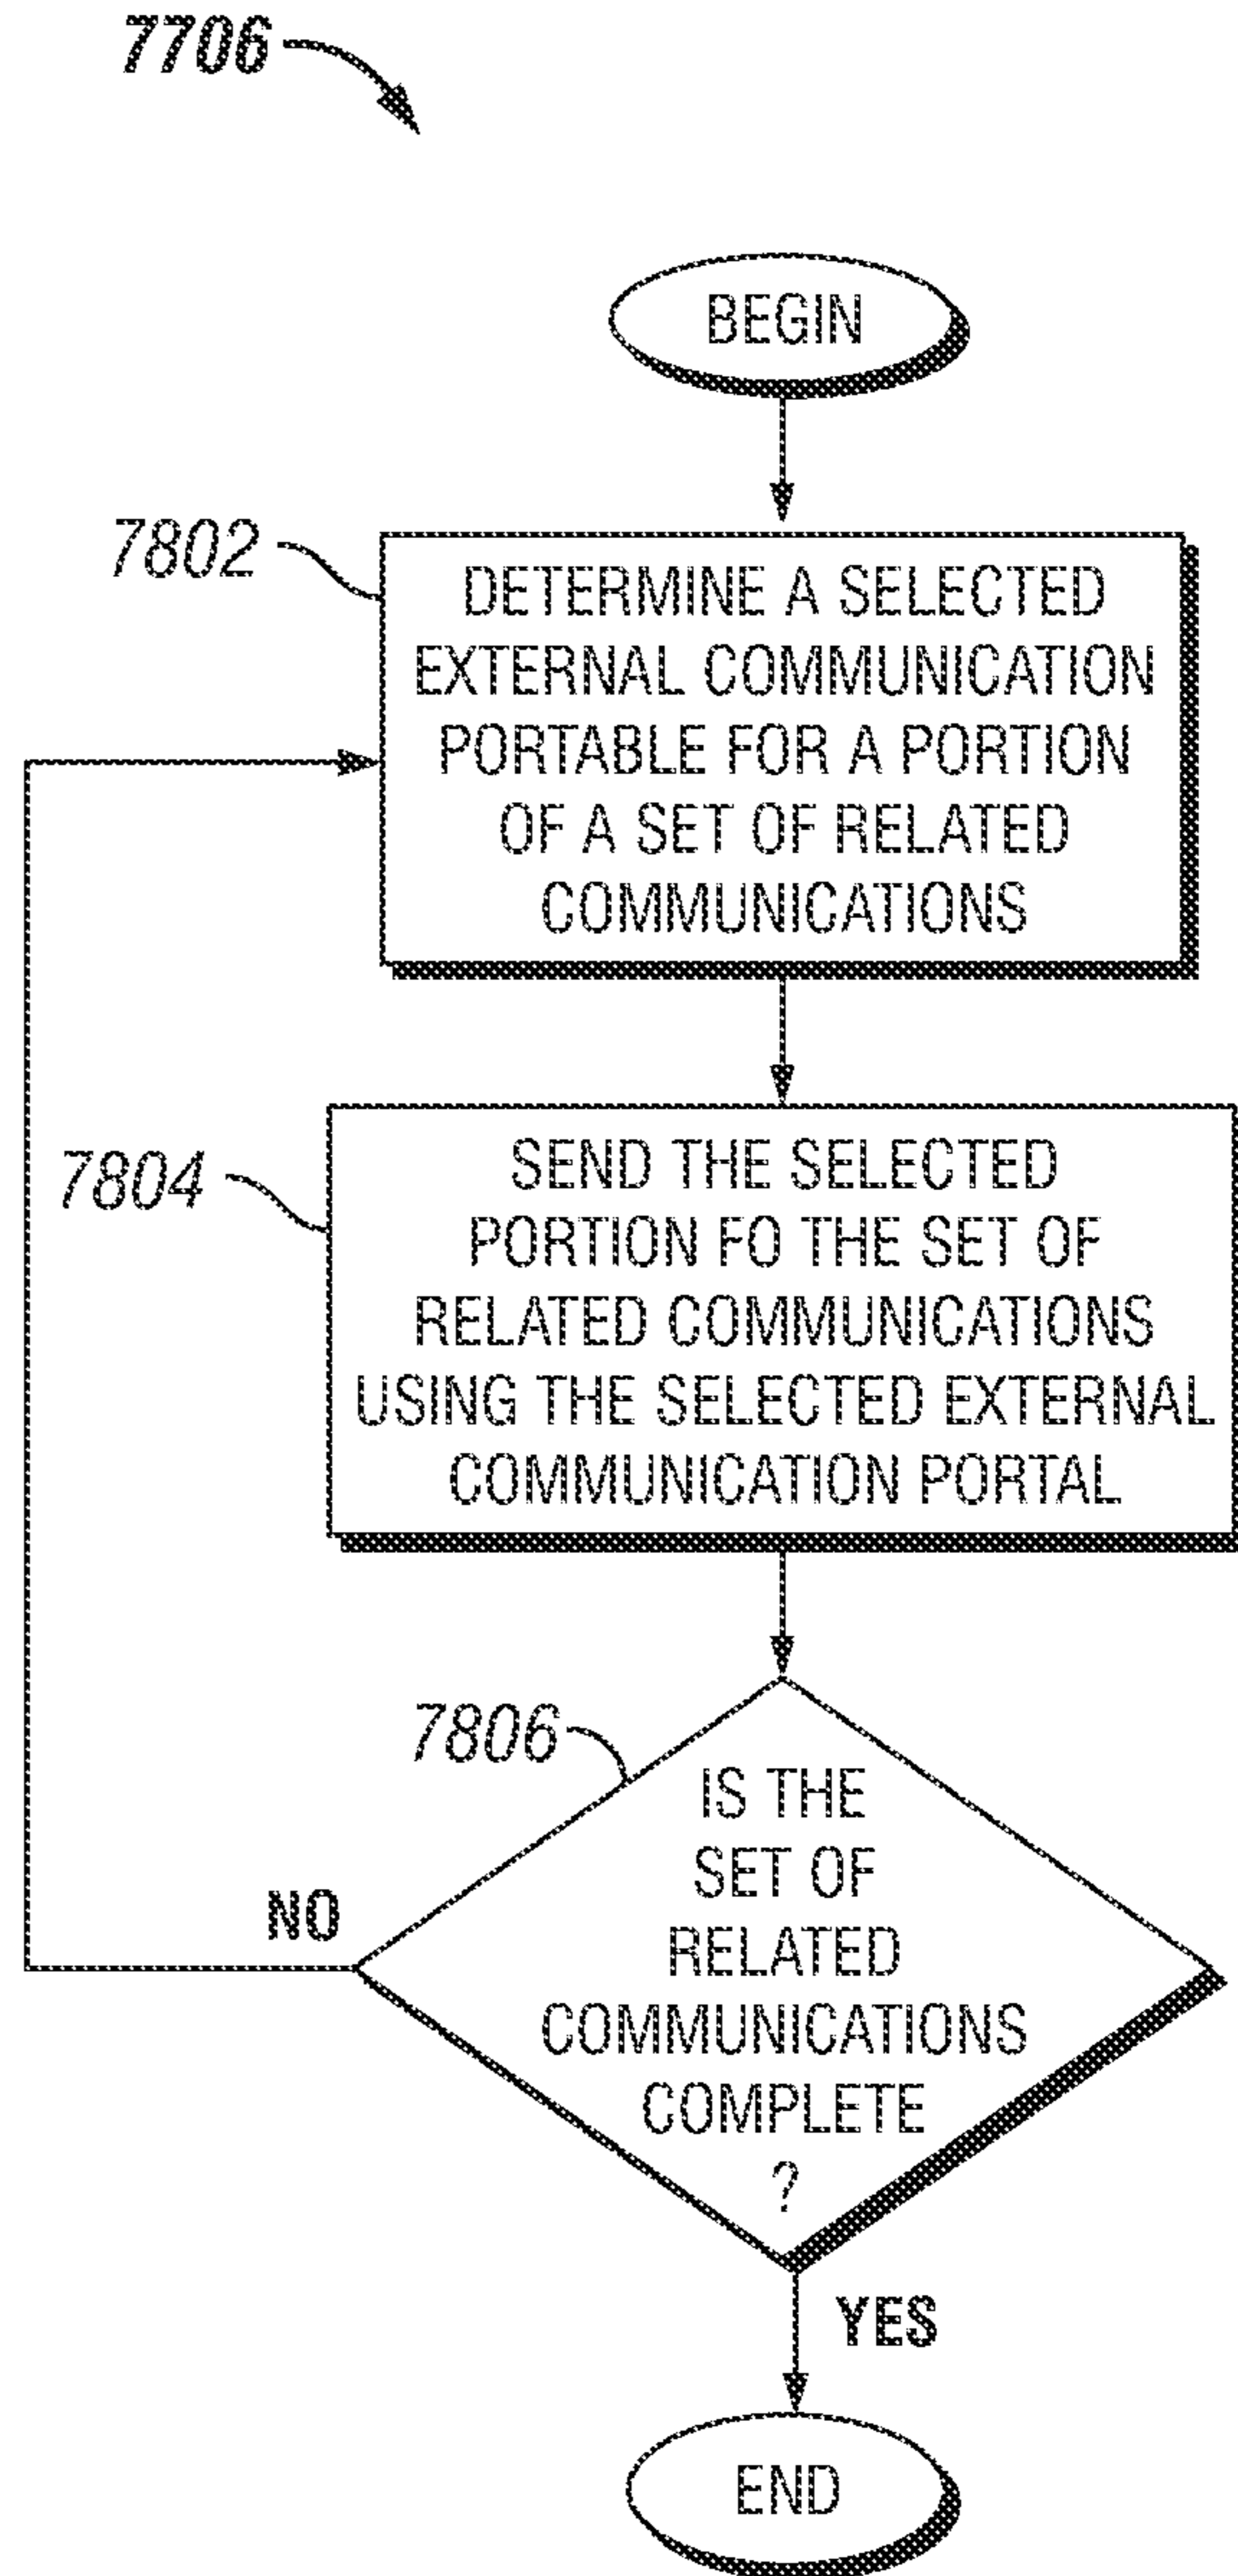 7706
BEGIN
7802
DETERMINE A SELECTED
EXTERNAL COMMUNICATION
PORTABLE FOR A PORTION
OF A SET OF RELATED
COMMUNICATIONS
7804
SEND THE SELECTED
PORTION FO THE SET OF
RELATED COMMUNICATIONS
USING THE SELECTED EXTERNAL
COMMUNICATION PORTAL
7806
IS THE
SET OF
RELATED
COMMUNICATIONS
COMPLETE
?
NO
YES
END